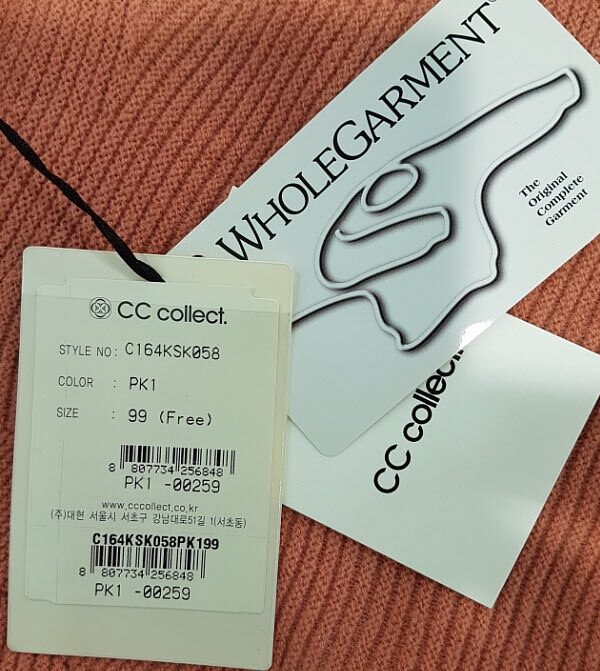 WHOLEGARMENT®
The
Original
Complete
Garment
CC collect.
CC collect.
STYLE NO : C164KSK058
COLOR : PK1
SIZE : 99 (Free)
8 807734 256848
PK1 -00259
www.cccollect.co.kr
(주)대현 서울시 서초구 강남대로51길 1(서초동)
C164KSK058PK199
8 807734 256848
PK1 -00259